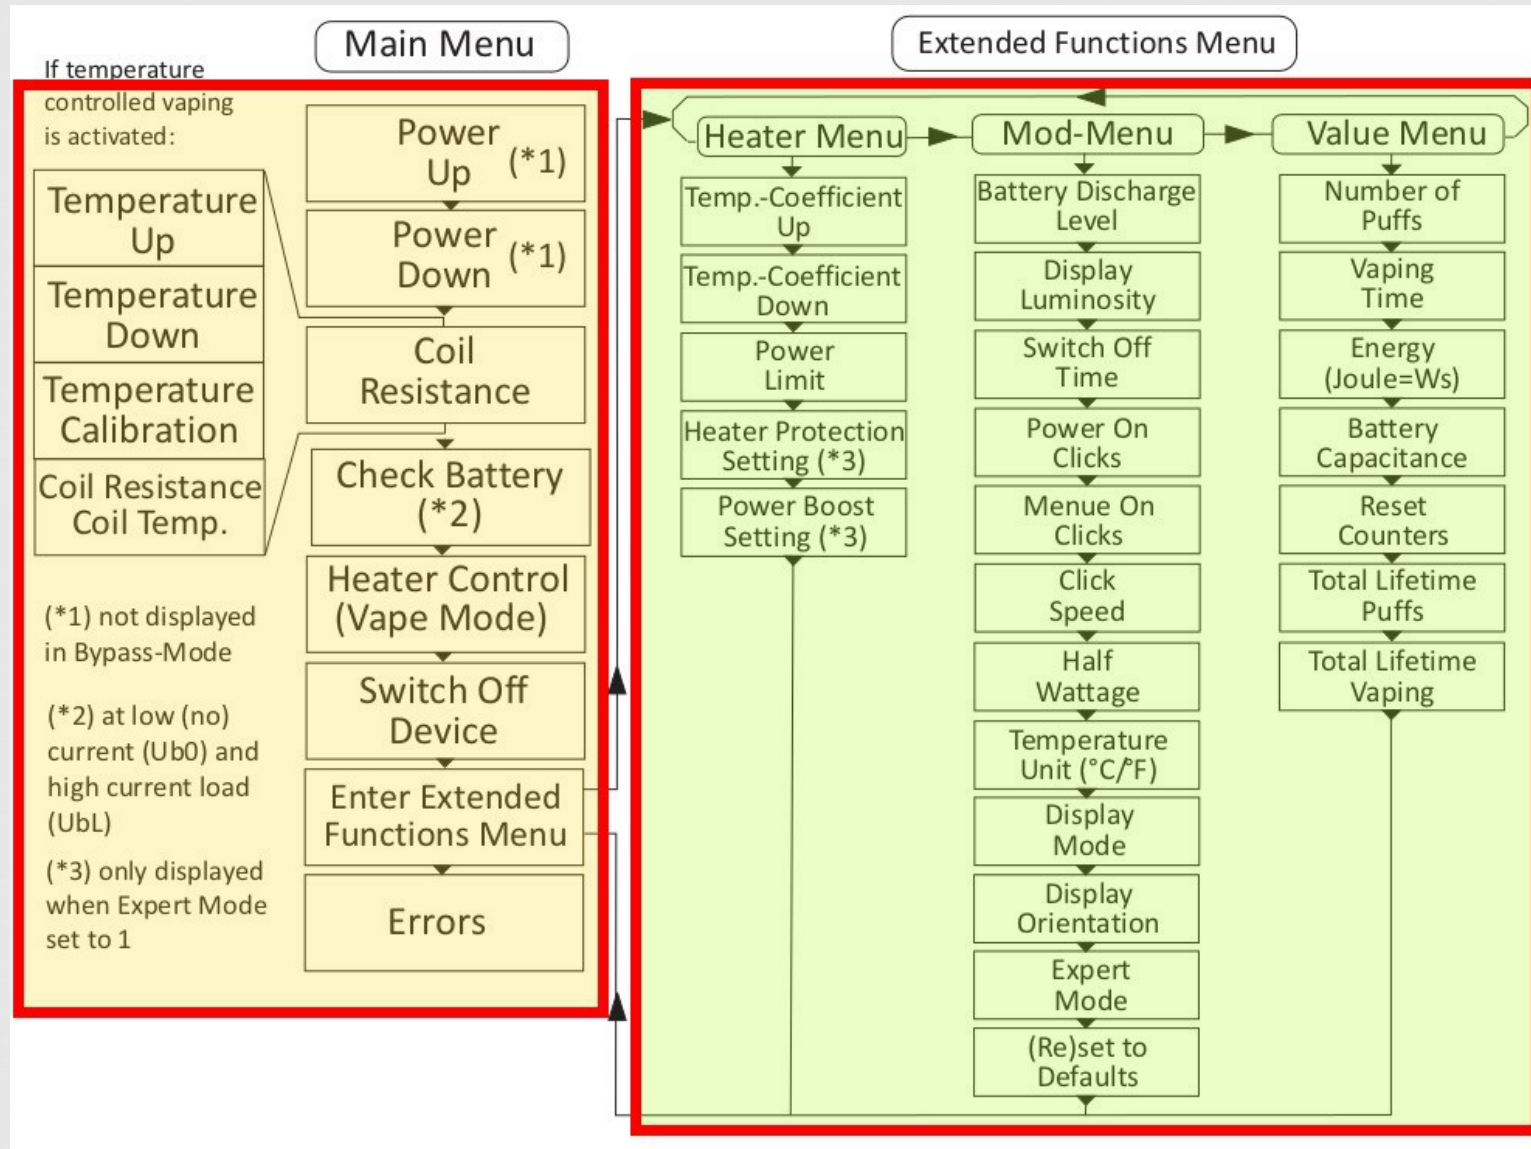 Main Menu
If temperature
controlled vaping
is activated:
Temperature
Up
Temperature
Down
Temperature
Calibration
Coil Resistance
Coil Temp.
(*1) not displayed
in Bypass-Mode
(*2) at low (no)
current (Ub0) and
high current load
(UbL)
(*3) only displayed
when Expert Mode
set to 1
Power
Up (*1)
Power
Down (*1)
Coil
Resistance
Check Battery
(*2)
Heater Control
(Vape Mode)
Switch Off
Device
Enter Extended
Functions Menu
Errors
Extended Functions Menu
Heater Menu
Temp.-Coefficient
Up
Temp.-Coefficient
Down
Power
Limit
Heater Protection
Setting (*3)
Power Boost
Setting (*3)
Mod-Menu
Battery Discharge
Level
Display
Luminosity
Switch Off
Time
Power On
Clicks
Menue On
Clicks
Click
Speed
Half
Wattage
Temperature
Unit (°C/°F)
Display
Mode
Display
Orientation
Expert
Mode
(Re)set to
Defaults
Value Menu
Number of
Puffs
Vaping
Time
Energy
(Joule=Ws)
Battery
Capacitance
Reset
Counters
Total Lifetime
Puffs
Total Lifetime
Vaping